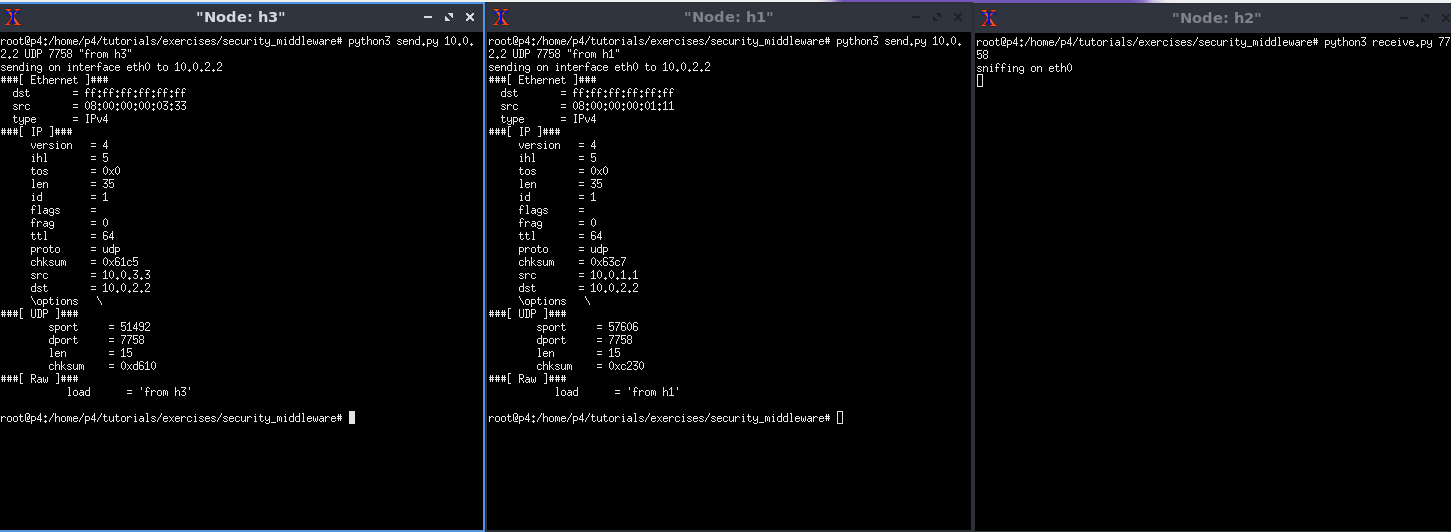 "Node: h3"
root@p4:/home/p4/tutorials/exercises/security_middleware# python3 send.py 10.0.
2.2 UDP 7758 "from h3"
sending on interface eth0 to 10.0.2.2
###[ Ethernet ]###
dst       = ff:ff:ff:ff:ff:ff
src       = 08:00:00:00:03:33
type      = IPv4
###[ IP ]###
version   = 4
ihl       = 5
tos       = 0x0
len       = 35
id        = 1
flags     =
frag      = 0
ttl       = 64
proto     = udp
chksum    = 0x61c5
src       = 10.0.3.3
dst       = 10.0.2.2
\options   \
###[ UDP ]###
sport     = 51492
dport     = 7758
len       = 15
chksum    = 0xd610
###[ Raw ]###
load      = 'from h3'
root@p4:/home/p4/tutorials/exercises/security_middleware#
"Node: h1"
root@p4:/home/p4/tutorials/exercises/security_middleware# python3 send.py 10.0.
2.2 UDP 7758 "from h1"
sending on interface eth0 to 10.0.2.2
###[ Ethernet ]###
dst       = ff:ff:ff:ff:ff:ff
src       = 08:00:00:00:01:11
type      = IPv4
###[ IP ]###
version   = 4
ihl       = 5
tos       = 0x0
len       = 35
id        = 1
flags     =
frag      = 0
ttl       = 64
proto     = udp
chksum    = 0x63c7
src       = 10.0.1.1
dst       = 10.0.2.2
\options   \
###[ UDP ]###
sport     = 57606
dport     = 7758
len       = 15
chksum    = 0xc230
###[ Raw ]###
load      = 'from h1'
root@p4:/home/p4/tutorials/exercises/security_middleware#
"Node: h2"
root@p4:/home/p4/tutorials/exercises/security_middleware# python3 receive.py 77
58
sniffing on eth0